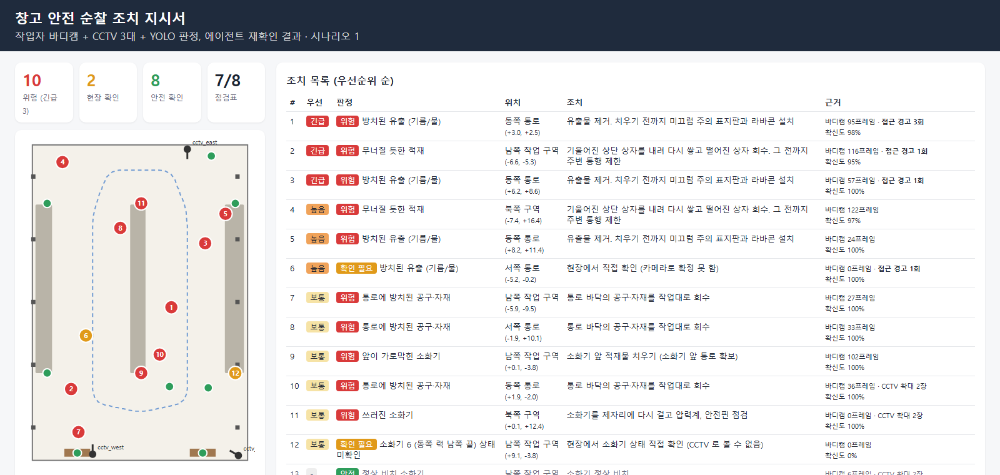 창고 안전 순찰 조치 지시서
작업자 바디캠 + CCTV 3대 + YOLO 판정, 에이전트 재확인 결과 · 시나리오 1
10
위험 (긴급
3)
2
현장 확인
8
안전 확인
7/8
점검표
cctv_east
4
11
5
8
3
1
6
10
9
12
2
7
cctv_west
cctv_
조치 목록 (우선순위 순)
# 우선 판정 위치 조치 근거
1 긴급 위험 방치된 유출 (기름/물) 동쪽 통로 유출물 제거. 치우기 전까지 미끄럼 주의 표지판과 라바콘 설치 바디캠 95프레임 · 접근 경고 3회
(+3.0, +2.5) 확신도 98%
2 긴급 위험 무너질 듯한 적재 남쪽 작업 구역 기울어진 상단 상자를 내려 다시 쌓고 떨어진 상자 회수. 그 전까지 바디캠 116프레임 · 접근 경고 1회
(-6.6, -5.3) 주변 통행 제한 확신도 95%
3 긴급 위험 방치된 유출 (기름/물) 동쪽 통로 유출물 제거. 치우기 전까지 미끄럼 주의 표지판과 라바콘 설치 바디캠 57프레임 · 접근 경고 1회
(+6.2, +8.6) 확신도 100%
4 높음 위험 무너질 듯한 적재 북쪽 구역 기울어진 상단 상자를 내려 다시 쌓고 떨어진 상자 회수. 그 전까지 바디캠 122프레임
(-7.4, +16.4) 주변 통행 제한 확신도 97%
5 높음 위험 방치된 유출 (기름/물) 동쪽 통로 유출물 제거. 치우기 전까지 미끄럼 주의 표지판과 라바콘 설치 바디캠 24프레임
(+8.2, +11.4) 확신도 100%
6 높음 확인 필요 방치된 유출 (기름/물) 서쪽 통로 현장에서 직접 확인 (카메라로 확정 못 함) 바디캠 0프레임 · 접근 경고 1회
(-5.2, -0.2) 확신도 100%
7 보통 위험 통로에 방치된 공구·자재 남쪽 작업 구역 통로 바닥의 공구·자재를 작업대로 회수 바디캠 27프레임
(-5.9, -9.5) 확신도 100%
8 보통 위험 통로에 방치된 공구·자재 서쪽 통로 통로 바닥의 공구·자재를 작업대로 회수 바디캠 33프레임
(-1.9, +10.1) 확신도 100%
9 보통 위험 앞이 가로막힌 소화기 남쪽 작업 구역 소화기 앞 적재물 치우기 (소화기 앞 통로 확보) 바디캠 102프레임
(+0.1, -3.8) 확신도 100%
10 보통 위험 통로에 방치된 공구·자재 동쪽 통로 통로 바닥의 공구·자재를 작업대로 회수 바디캠 36프레임 · CCTV 확대 2장
(+1.9, -2.0) 확신도 100%
11 보통 위험 쓰러진 소화기 북쪽 구역 소화기를 제자리에 다시 걸고 압력계, 안전핀 점검 바디캠 0프레임 · CCTV 확대 2장
(+0.1, +12.4) 확신도 100%
12 보통 확인 필요 소화기 6 (동쪽 랙 남쪽 끝) 상태 남쪽 작업 구역 현장에서 소화기 상태 직접 확인 (CCTV 로 볼 수 없음) 바디캠 0프레임
미확인 (+9.1, -3.8) 확신도 0%
13 - 안전 정상 비치 소화기 남쪽 작업 구역 소화기 정상 비치 바디캠 6프레임 · CCTV 확대 2장